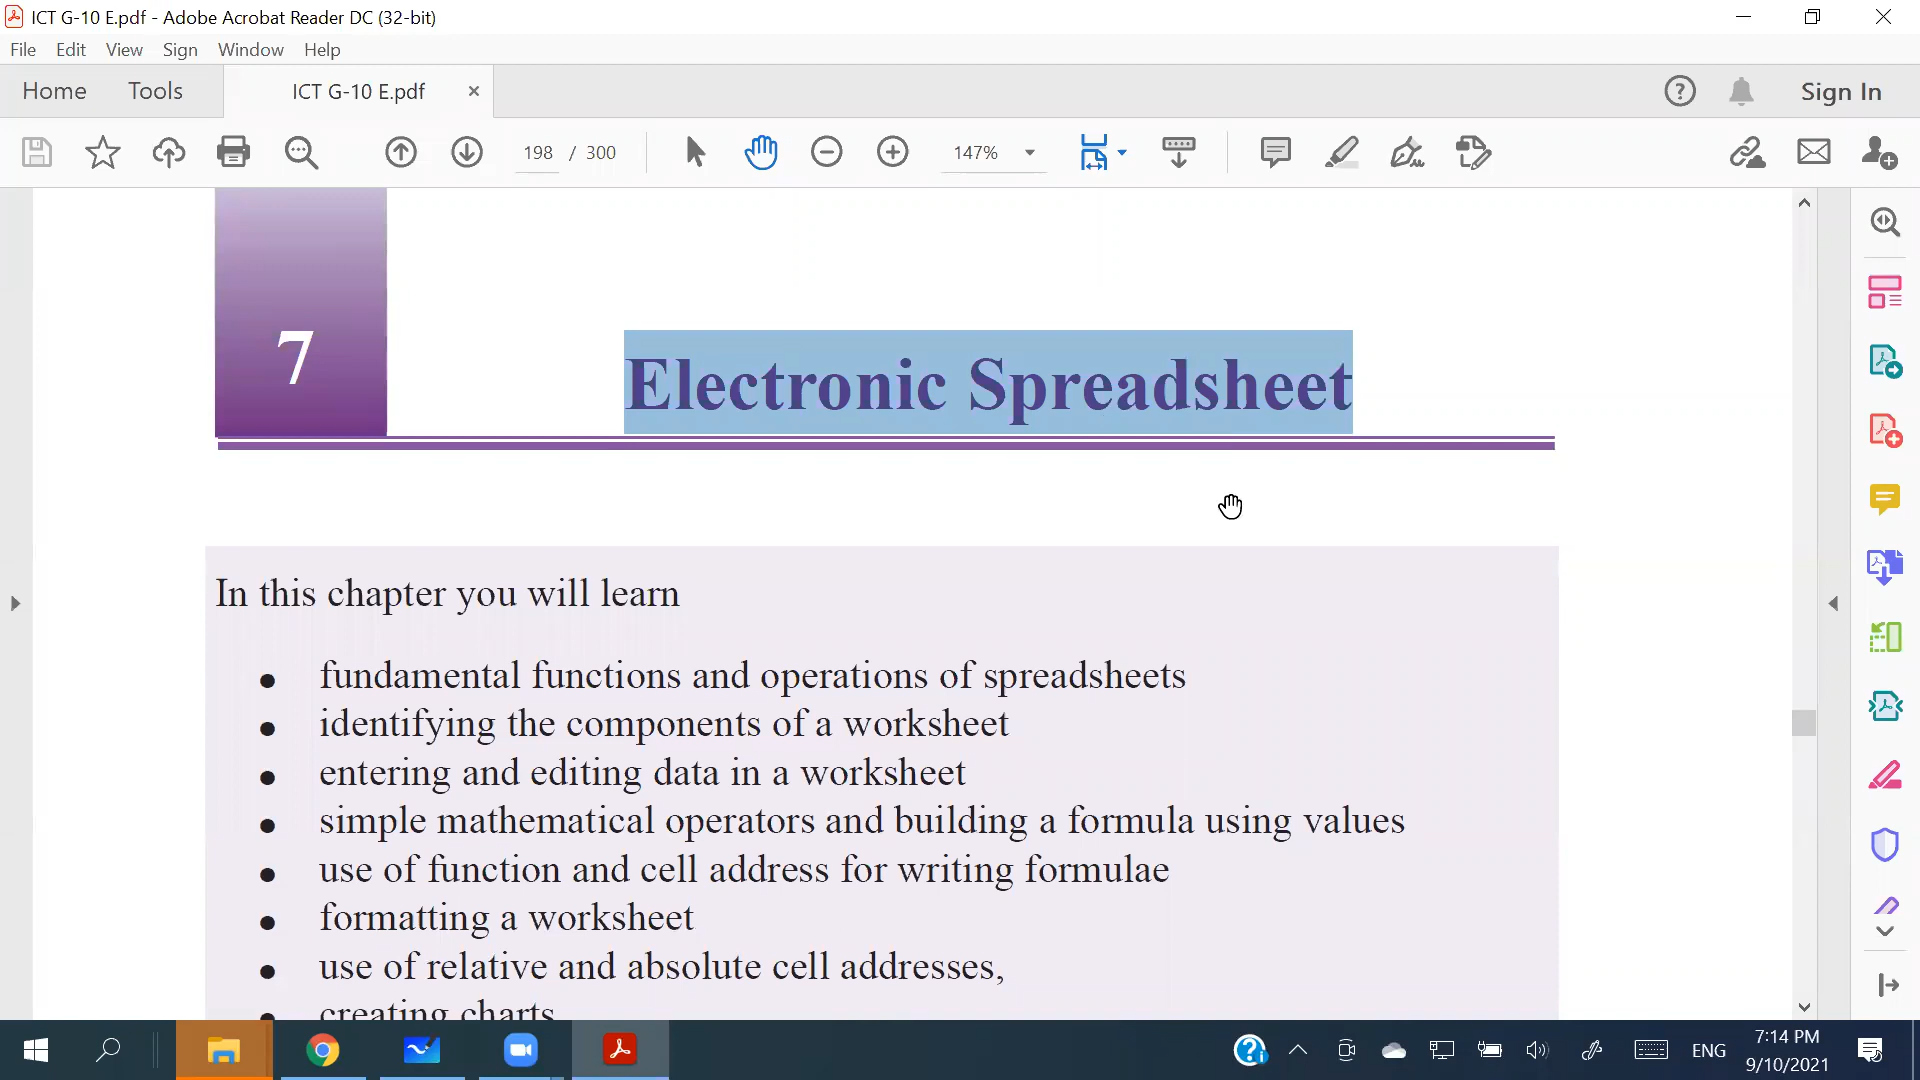 ICT G-10 E.pdf - Adobe Acrobat Reader DC (32-bit)
File Edit View Sign Window Help
Home Tools ICT G-10 E.pdf Sign In
198 / 300 147%
7
Electronic Spreadsheet
In this chapter you will learn
• fundamental functions and operations of spreadsheets
• identifying the components of a worksheet
• entering and editing data in a worksheet
• simple mathematical operators and building a formula using values
• use of function and cell address for writing formulae
• formatting a worksheet
• use of relative and absolute cell addresses,
• creating charts
ENG
7:14 PM
9/10/2021